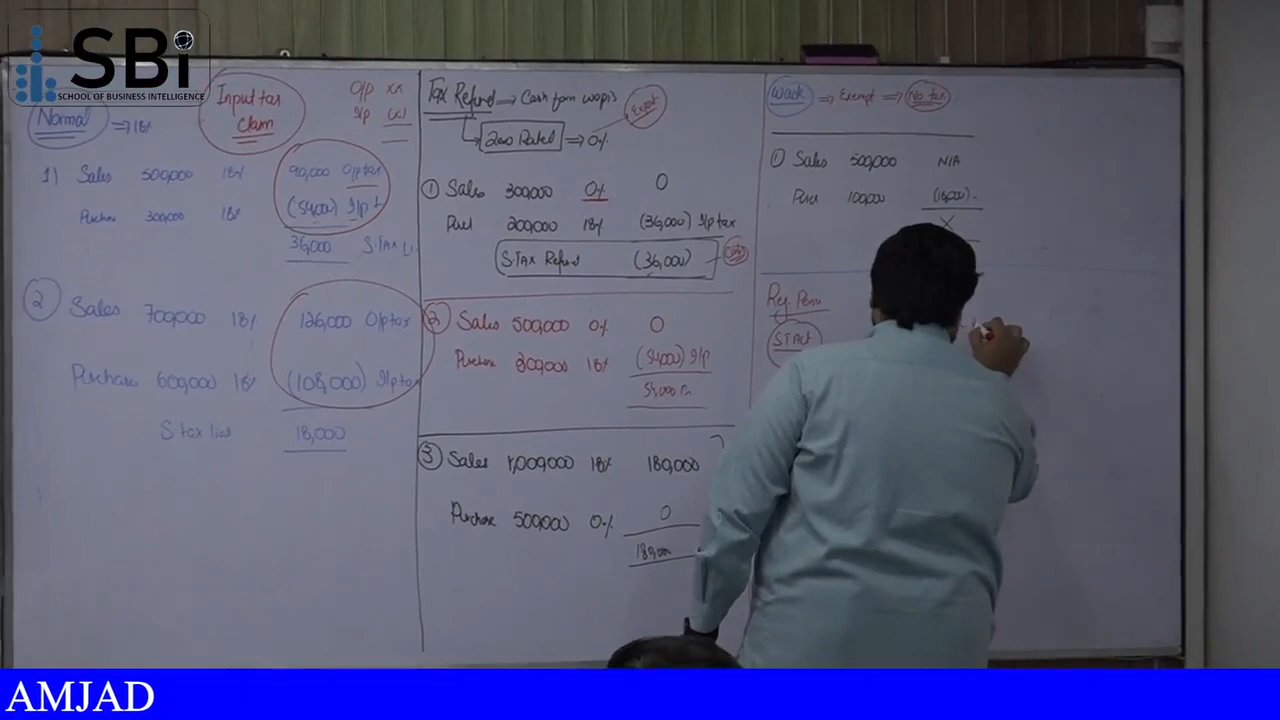 SBi
SCHOOL OF BUSINESS INTELLIGENCE
Normal ⇒ 18%
Input tax
Claim
O/p xx
I/p (x)
1) Sales 500,000 18% 90,000 O/p tax
Purchase 300,000 18% (54,000) I/p t
36,000 S.TAX Li
2 Sales 700,000 18% 126,000 O/p tax
Purchase 600,000 18% (108,000) I/p tax
S tax liab 18,000
Tax Refund → Cash from
Export
Zero Rated ⇒ 0%
1 Sales 300,000 0% 0
Purch 200,000 18% (36,000) I/p tax
S.TAX Refund (36,000)
2 Sales 500,000 0% 0
Purchase 300,000 18% (54,000) I/p
54,000
3 Sales 1,000,000 18% 180,000
Purchase 500,000 0% 0
180,000
⇒ Exempt ⇒ No tax
1 Sales 500,000 N/A
Purch 100,000 (18,000)
X
Reg. Person
S.T Act
AMJAD